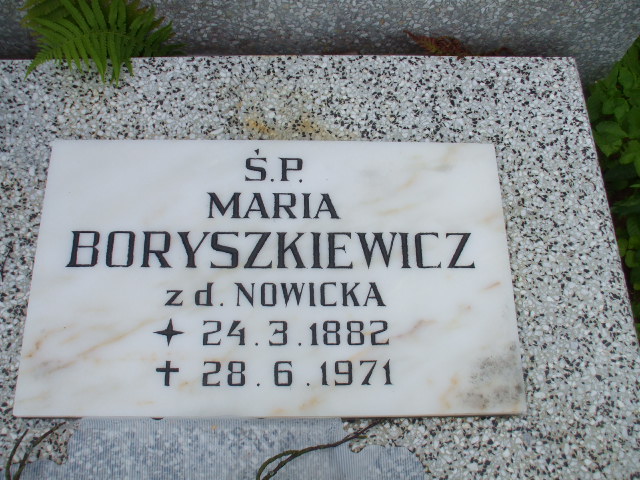 Ś.P.
MARIA
BORYSZKIEWICZ
z d. NOWICKA
✦ 24.3.1882
✝ 28.6.1971